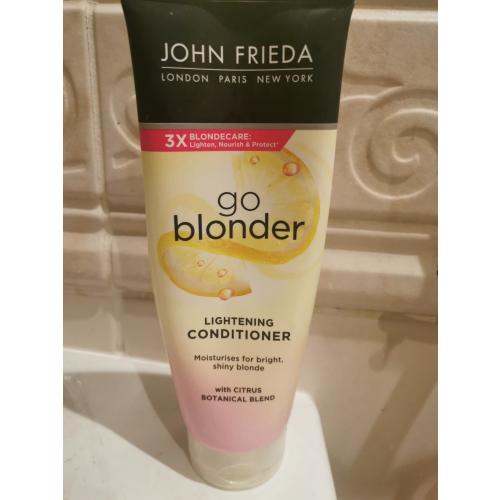 JOHN FRIEDA
LONDON PARIS NEW YORK
3X BLONDECARE:
Lighten, Nourish & Protect*
go
blonder
LIGHTENING
CONDITIONER
Moisturises for bright,
shiny blonde
with CITRUS
BOTANICAL BLEND